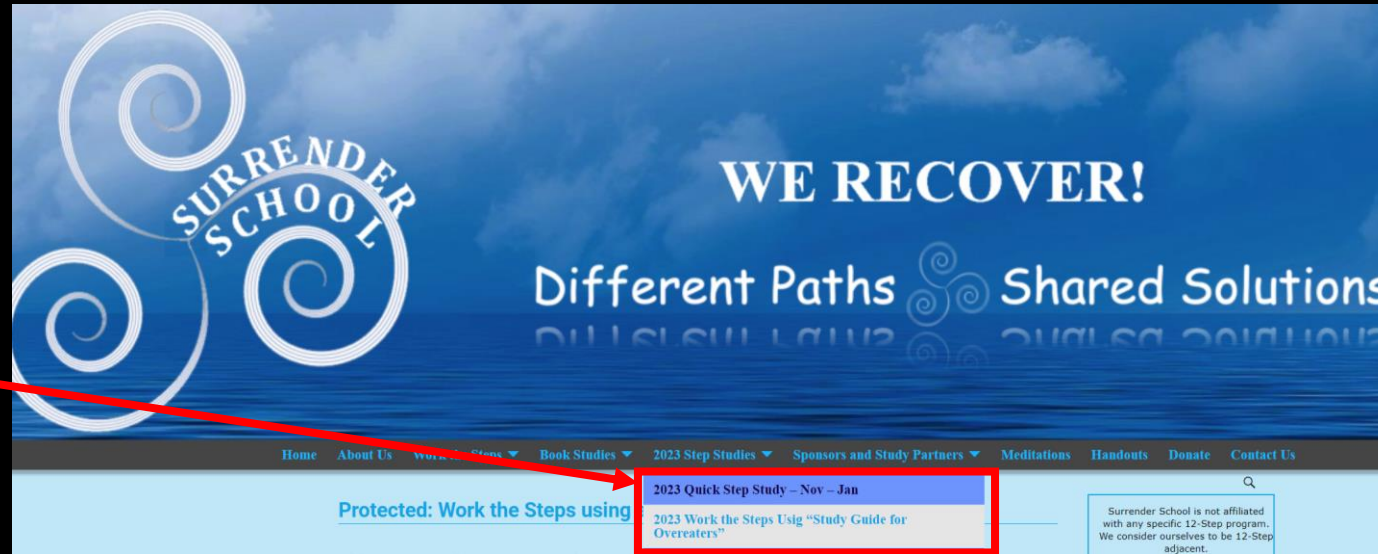 SURRENDER
SCHOOL
WE RECOVER!
Different Paths Shared Solutions
Home About Us Work the Steps Book Studies 2023 Step Studies Sponsors and Study Partners Meditations Handouts Donate Contact Us
2023 Quick Step Study – Nov – Jan
Protected: Work the Steps using
2023 Work the Steps Usig “Study Guide for
Overeaters”
Surrender School is not affiliated
with any specific 12-Step program.
We consider ourselves to be 12-Step
adjacent.